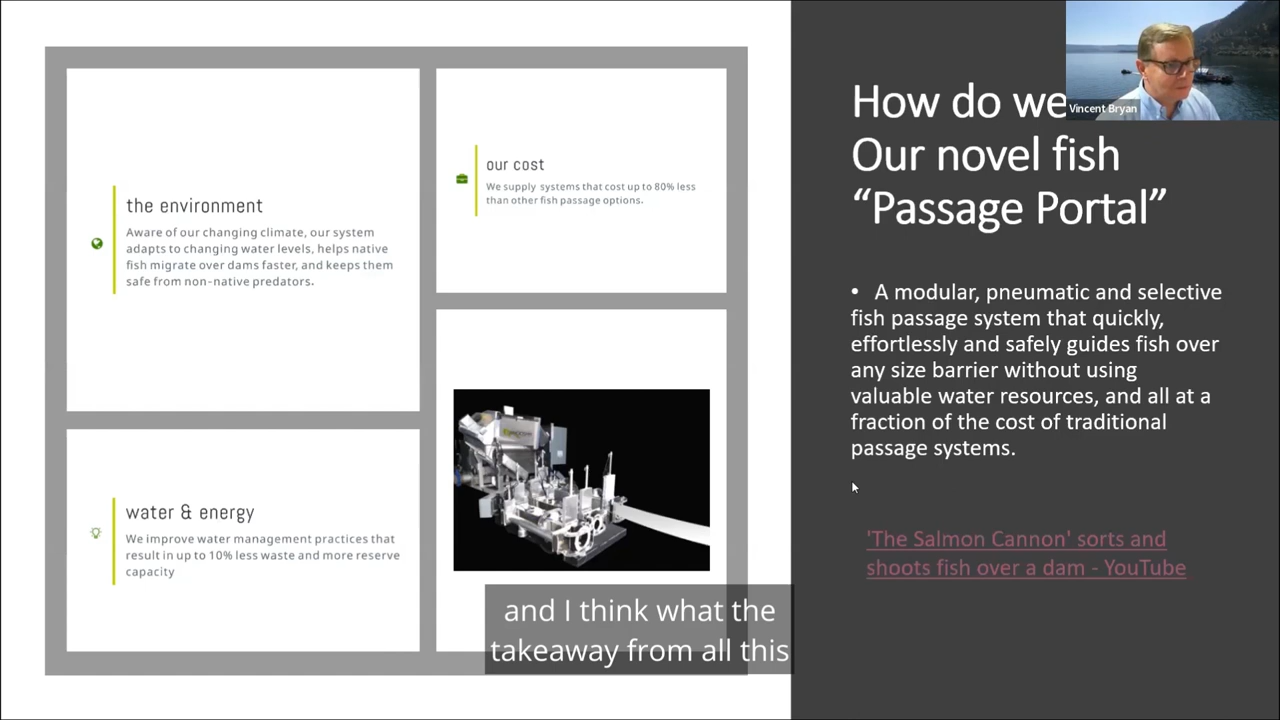 the environment
Aware of our changing climate, our system
adapts to changing water levels, helps native
fish migrate over dams faster, and keeps them
safe from non-native predators.
our cost
We supply systems that cost up to 80% less
than other fish passage options.
water & energy
We improve water management practices that
result in up to 10% less waste and more reserve
capacity
How do we
Our novel fish
“Passage Portal”
• A modular, pneumatic and selective
fish passage system that quickly,
effortlessly and safely guides fish over
any size barrier without using
valuable water resources, and all at a
fraction of the cost of traditional
passage systems.
'The Salmon Cannon' sorts and
shoots fish over a dam - YouTube
Vincent Bryan
and I think what the
takeaway from all this